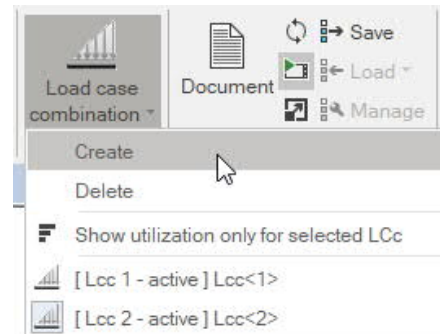 Load case
combination
Document
Save
Load
Manage
Create
Delete
Show utilization only for selected LCc
[ Lcc 1 - active ] Lcc<1>
[ Lcc 2 - active ] Lcc<2>